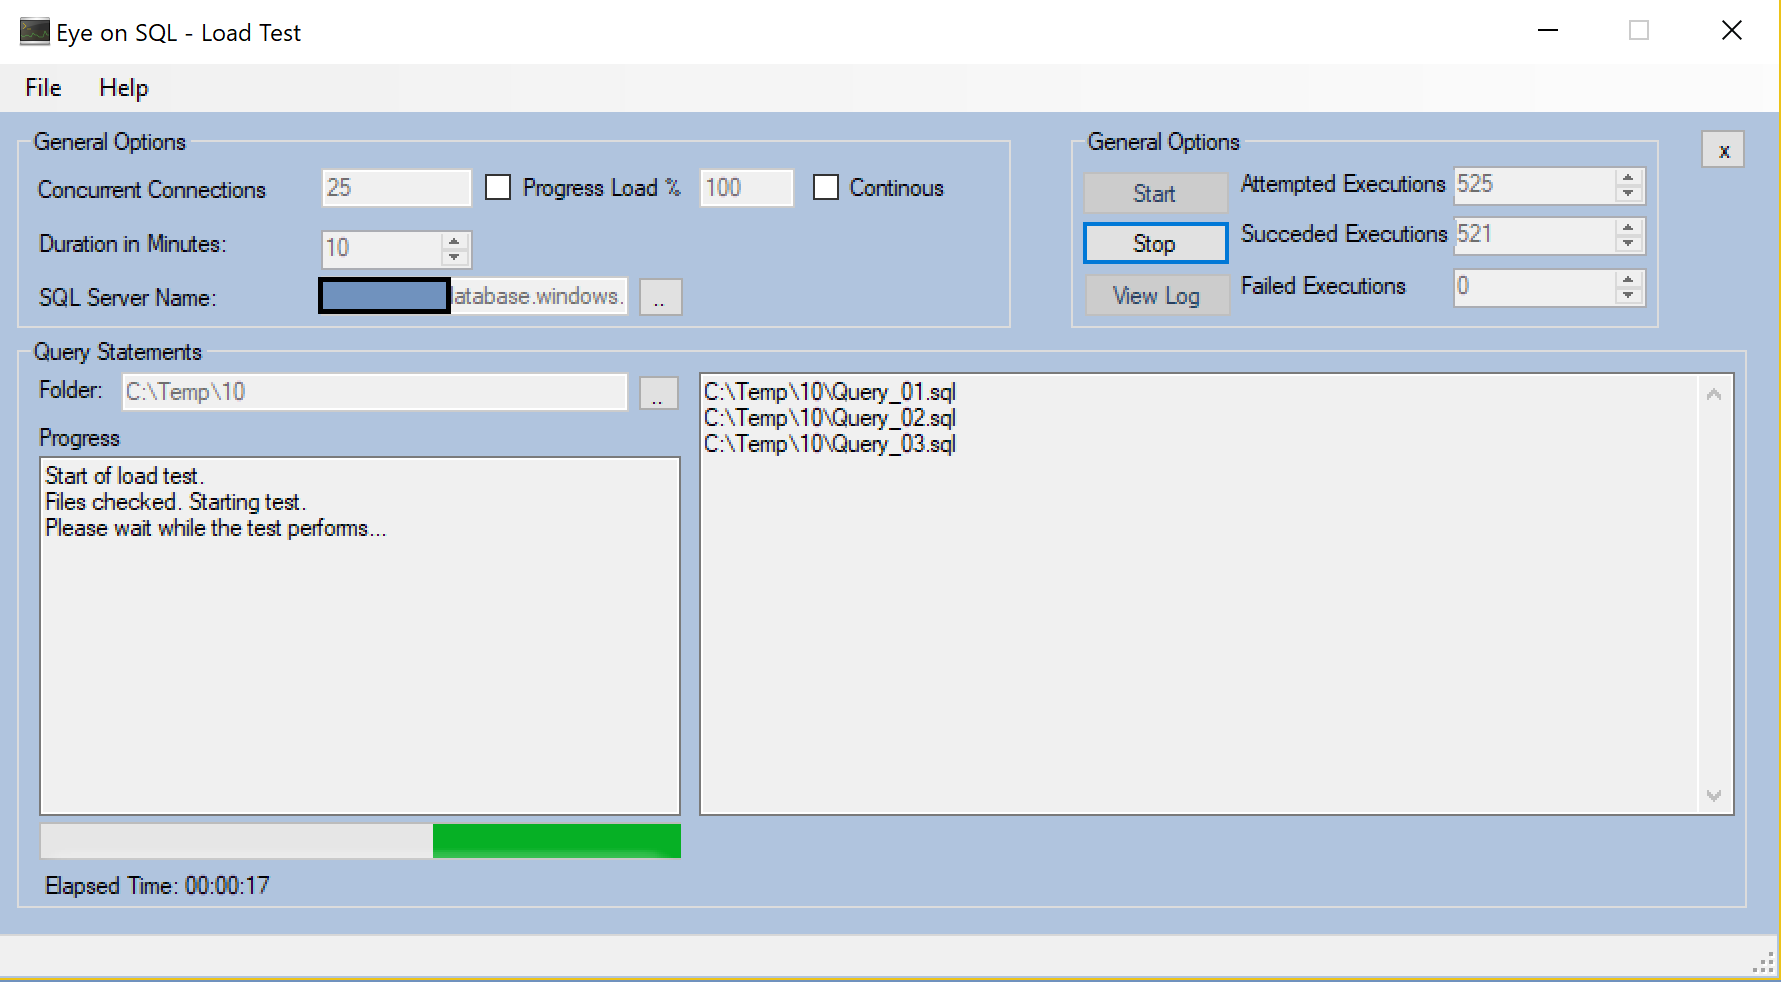 Eye on SQL - Load Test
File Help
General Options
Concurrent Connections 25 Progress Load % 100 Continous
Duration in Minutes: 10
SQL Server Name: atabase.windows. ..
General Options
Start Attempted Executions 525
Stop Succeded Executions 521
View Log Failed Executions 0
x
Query Statements
Folder: C:\Temp\10 ..
Progress
Start of load test.
Files checked. Starting test.
Please wait while the test performs...
C:\Temp\10\Query_01.sql
C:\Temp\10\Query_02.sql
C:\Temp\10\Query_03.sql
Elapsed Time: 00:00:17